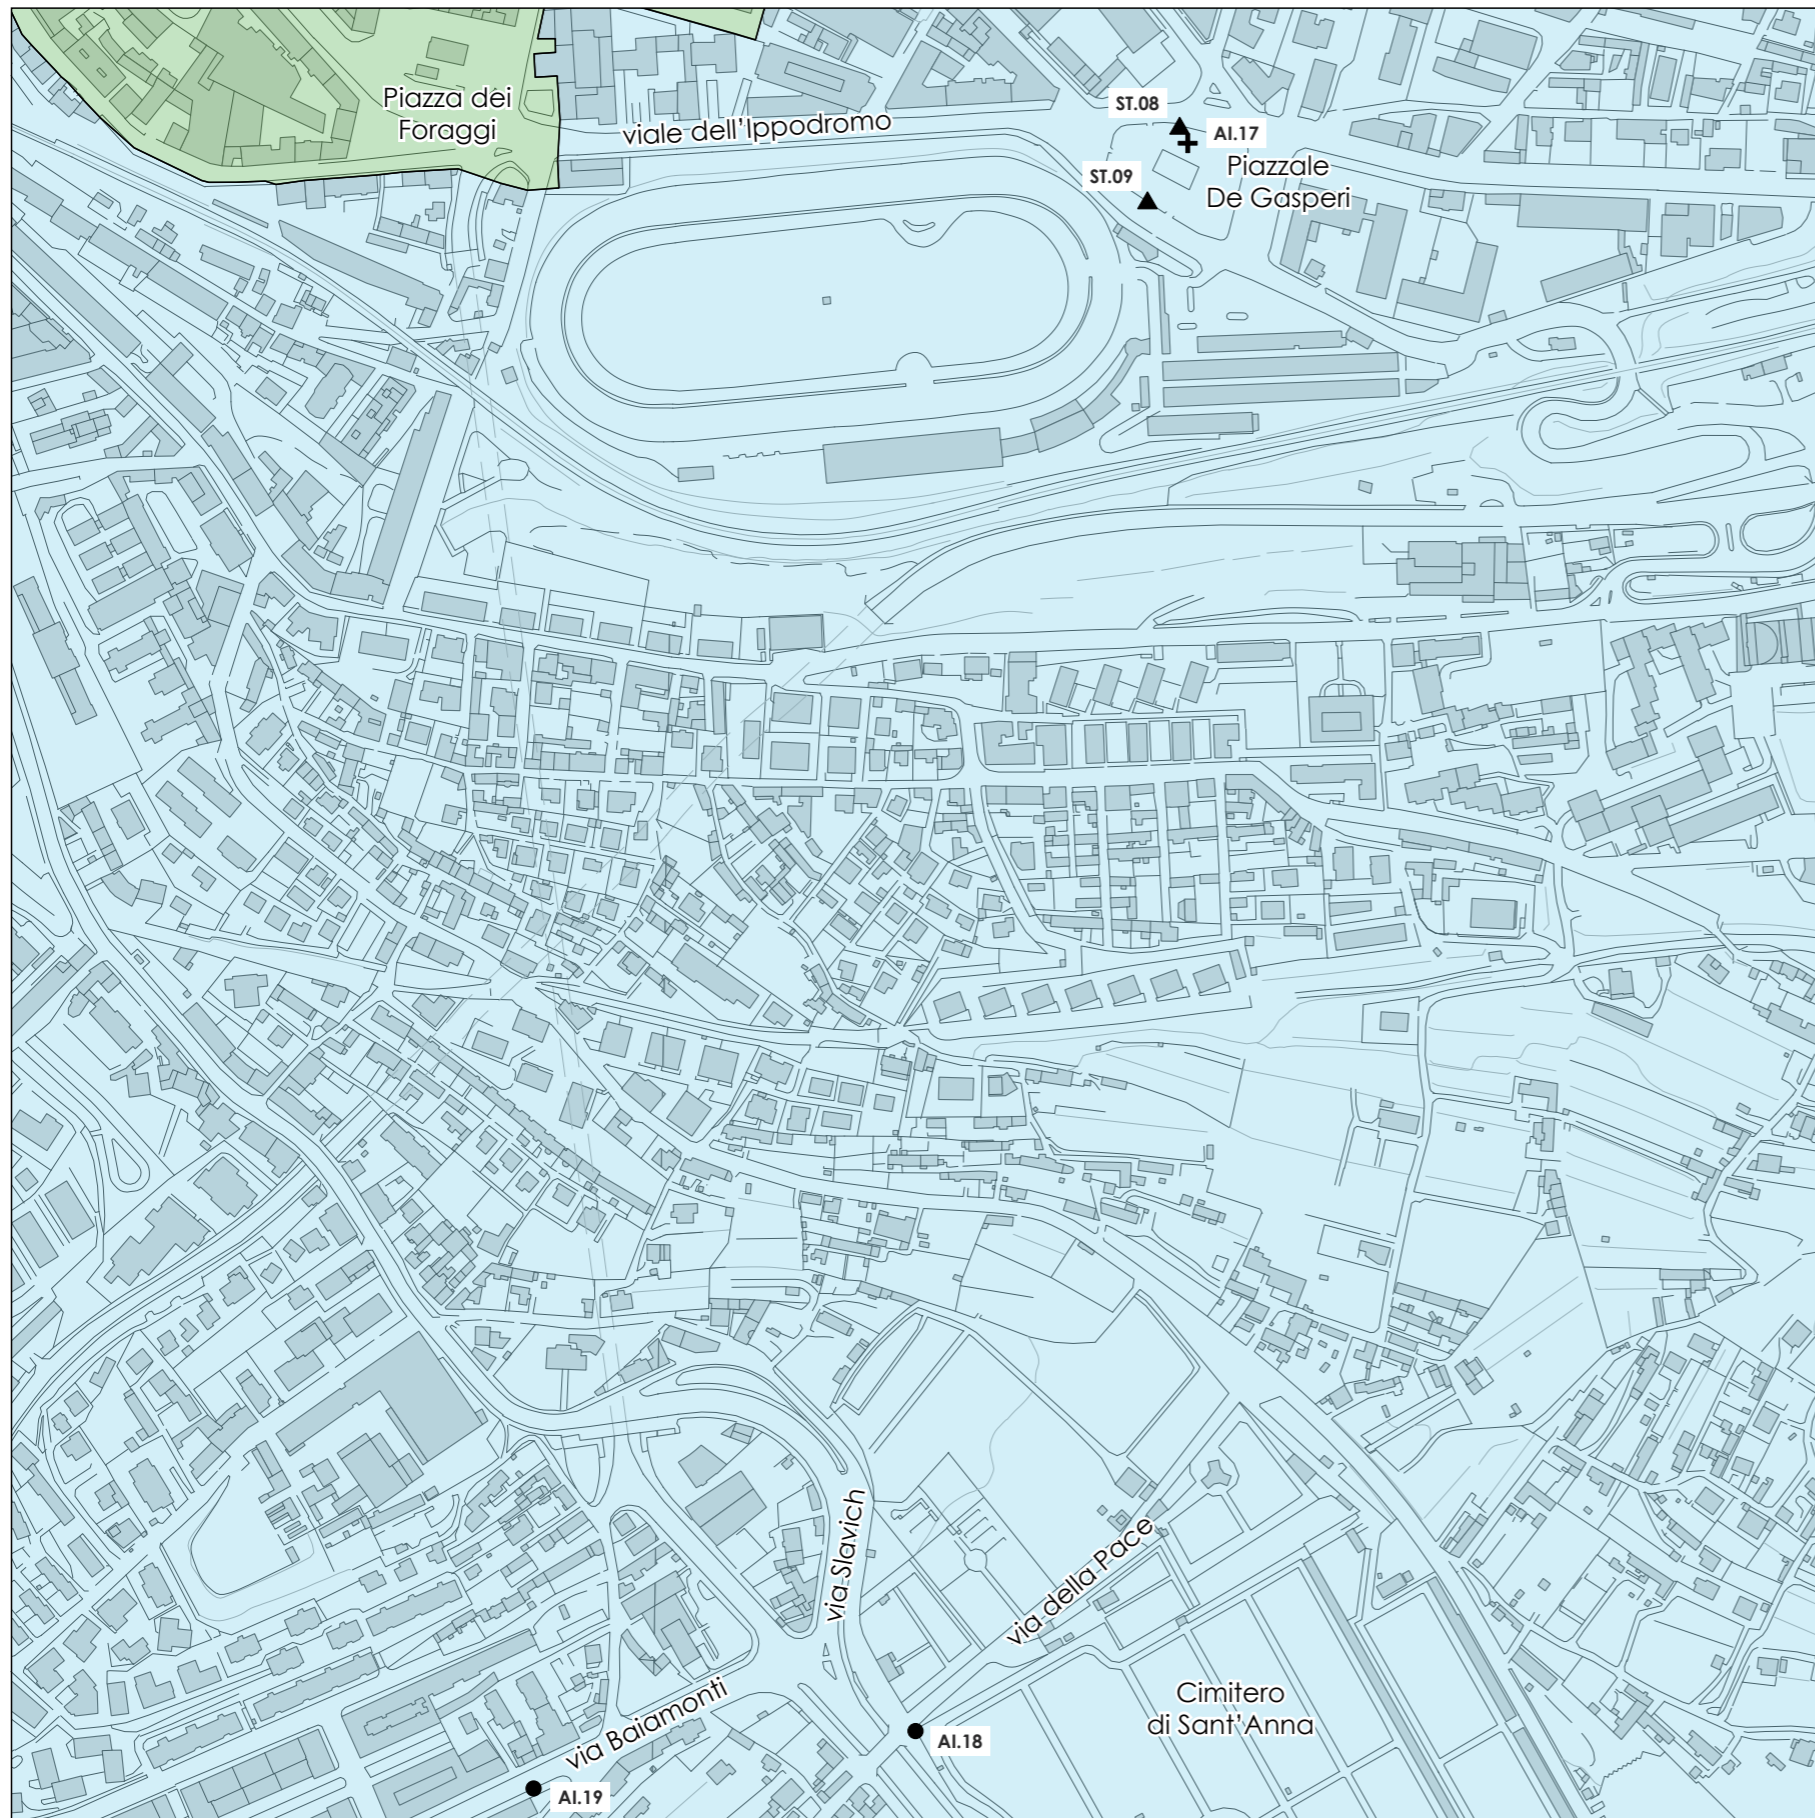 Piazza dei
Foraggi
viale dell'Ippodromo
ST.08
AI.17
Piazzale
De Gasperi
ST.09
via Slavich
via della Pace
Cimitero
di Sant'Anna
via Baiamonti
AI.18
AI.19